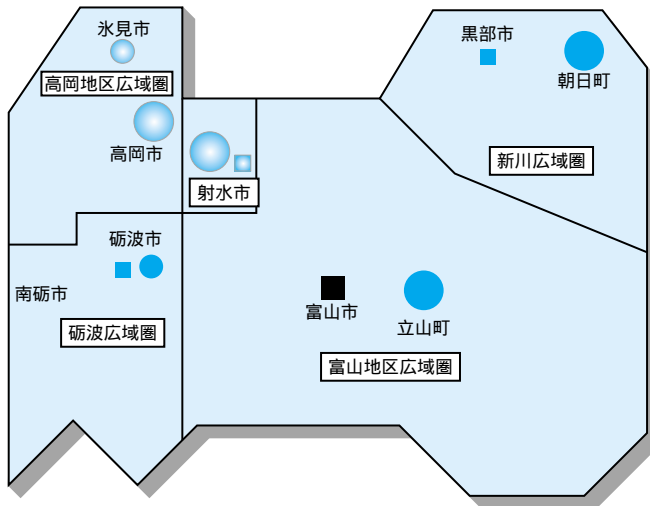 氷見市
高岡地区広域圏
高岡市
射水市
黒部市
朝日町
新川広域圏
砺波市
南砺市
砺波広域圏
富山市
立山町
富山地区広域圏